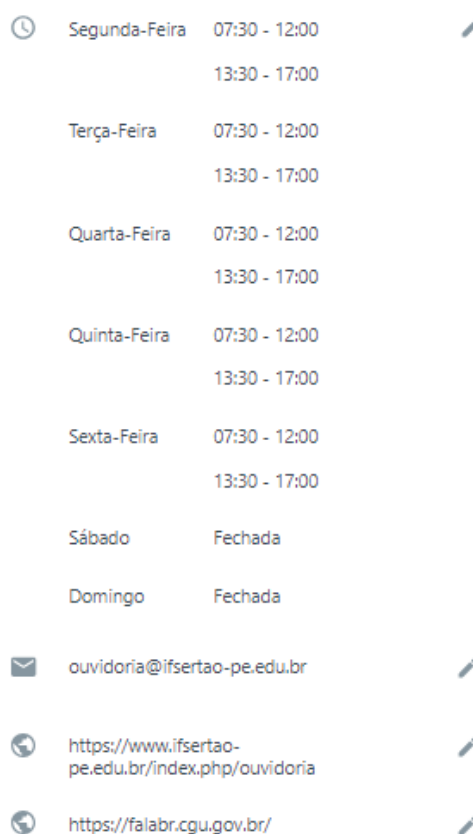 Segunda-Feira 07:30 - 12:00
13:30 - 17:00
Terça-Feira 07:30 - 12:00
13:30 - 17:00
Quarta-Feira 07:30 - 12:00
13:30 - 17:00
Quinta-Feira 07:30 - 12:00
13:30 - 17:00
Sexta-Feira 07:30 - 12:00
13:30 - 17:00
Sábado Fechada
Domingo Fechada
ouvidoria@ifsertao-pe.edu.br
https://www.ifsertao-
pe.edu.br/index.php/ouvidoria
https://falabr.cgu.gov.br/